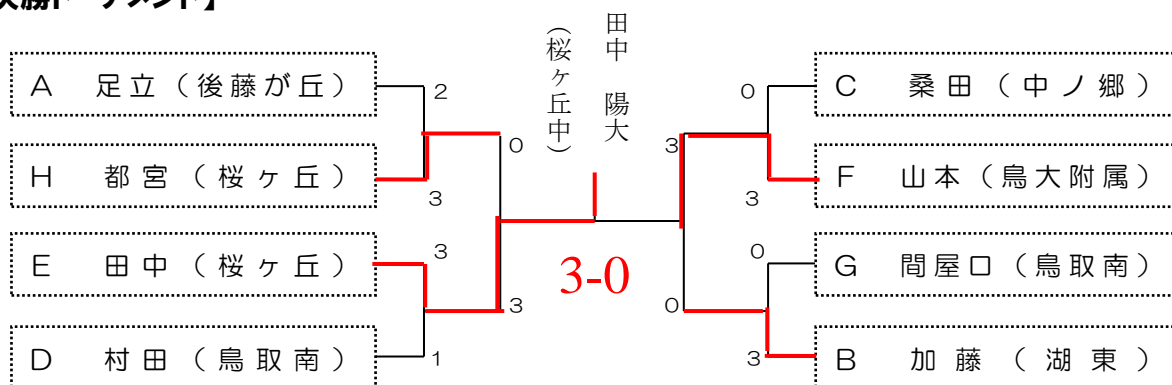 田中 陽大
（桜ヶ丘中）
A 足立（後藤が丘）
2
0
H 都宮（桜ヶ丘）
3
E 田中（桜ヶ丘）
3
3
D 村田（鳥取南）
1
3-0
0
C 桑田（中ノ郷）
3
F 山本（鳥大附属）
3
0
G 間屋口（鳥取南）
0
B 加藤（湖東）
3